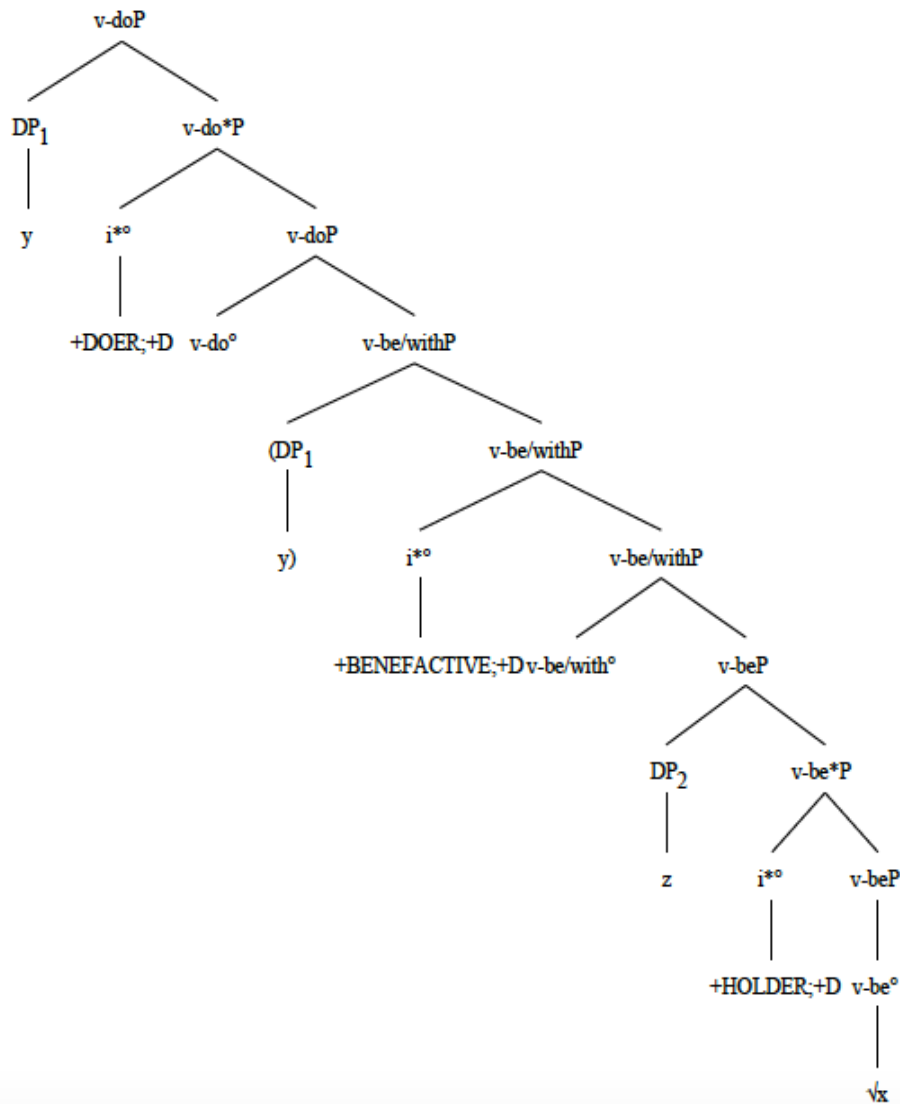 v-doP
DP1 v-do*P
y i*° v-doP
+DOER;+D v-do° v-be/withP
(DP1 v-be/withP
y) i*° v-be/withP
+BENEFACTIVE;+D v-be/with° v-beP
DP2 v-be*P
z i*° v-beP
+HOLDER;+D v-be°
√x